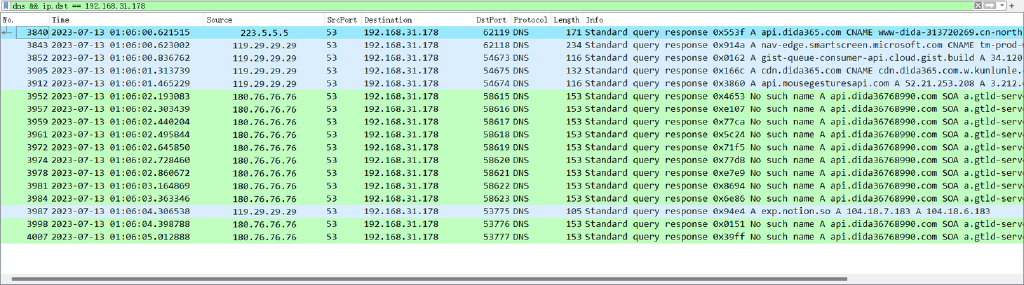 dns && ip.dst == 192.168.31.178
No. Time Source SrcPort Destination DstPort Protocol Length Info
3840 2023-07-13 01:06:00.621515 223.5.5.5 53 192.168.31.178 62119 DNS 171 Standard query response 0x553f A api.dida365.com CNAME www-dida-313720269.cn-north
3843 2023-07-13 01:06:00.623002 119.29.29.29 53 192.168.31.178 62118 DNS 234 Standard query response 0x914a A nav-edge.smartscreen.microsoft.com CNAME tm-prod-
3852 2023-07-13 01:06:00.836762 119.29.29.29 53 192.168.31.178 54673 DNS 116 Standard query response 0x0162 A gist-queue-consumer-api.cloud.gist.build A 34.120
3905 2023-07-13 01:06:01.313739 119.29.29.29 53 192.168.31.178 54675 DNS 132 Standard query response 0x166c A cdn.dida365.com CNAME cdn.dida365.com.w.kunlunle.
3912 2023-07-13 01:06:01.465229 119.29.29.29 53 192.168.31.178 54674 DNS 116 Standard query response 0x3860 A api.mousegesturesapi.com A 52.21.253.208 A 3.212.
3952 2023-07-13 01:06:02.193083 180.76.76.76 53 192.168.31.178 58615 DNS 153 Standard query response 0x4653 No such name A api.dida36768990.com SOA a.gtld-serv
3957 2023-07-13 01:06:02.303439 180.76.76.76 53 192.168.31.178 58616 DNS 153 Standard query response 0xe107 No such name A api.dida36768990.com SOA a.gtld-serv
3959 2023-07-13 01:06:02.440204 180.76.76.76 53 192.168.31.178 58617 DNS 153 Standard query response 0x77ca No such name A api.dida36768990.com SOA a.gtld-serv
3961 2023-07-13 01:06:02.495844 180.76.76.76 53 192.168.31.178 58618 DNS 153 Standard query response 0x5c24 No such name A api.dida36768990.com SOA a.gtld-serv
3972 2023-07-13 01:06:02.645850 180.76.76.76 53 192.168.31.178 58619 DNS 153 Standard query response 0x71f5 No such name A api.dida36768990.com SOA a.gtld-serv
3974 2023-07-13 01:06:02.728460 180.76.76.76 53 192.168.31.178 58620 DNS 153 Standard query response 0x77d8 No such name A api.dida36768990.com SOA a.gtld-serv
3978 2023-07-13 01:06:02.860672 180.76.76.76 53 192.168.31.178 58621 DNS 153 Standard query response 0xe7e9 No such name A api.dida36768990.com SOA a.gtld-serv
3981 2023-07-13 01:06:03.164869 180.76.76.76 53 192.168.31.178 58622 DNS 153 Standard query response 0x8694 No such name A api.dida36768990.com SOA a.gtld-serv
3984 2023-07-13 01:06:03.363346 180.76.76.76 53 192.168.31.178 58623 DNS 153 Standard query response 0x6e86 No such name A api.dida36768990.com SOA a.gtld-serv
3987 2023-07-13 01:06:04.306538 119.29.29.29 53 192.168.31.178 53775 DNS 105 Standard query response 0x94e4 A exp.notion.so A 104.18.7.183 A 104.18.6.183
3998 2023-07-13 01:06:04.398788 180.76.76.76 53 192.168.31.178 53776 DNS 153 Standard query response 0x0151 No such name A api.dida36768990.com SOA a.gtld-serv
4007 2023-07-13 01:06:05.012888 180.76.76.76 53 192.168.31.178 53777 DNS 153 Standard query response 0x39ff No such name A api.dida36768990.com SOA a.gtld-serv